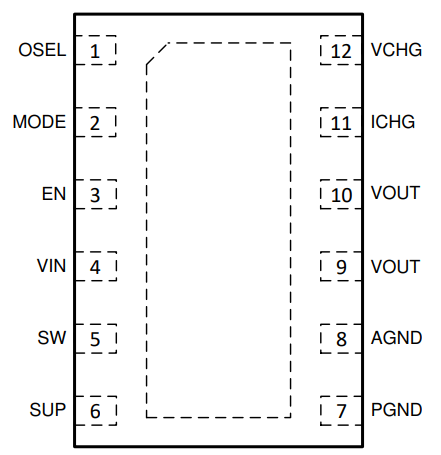 OSEL 1 12 VCHG
MODE 2 11 ICHG
EN 3 10 VOUT
VIN 4 9 VOUT
SW 5 8 AGND
SUP 6 7 PGND